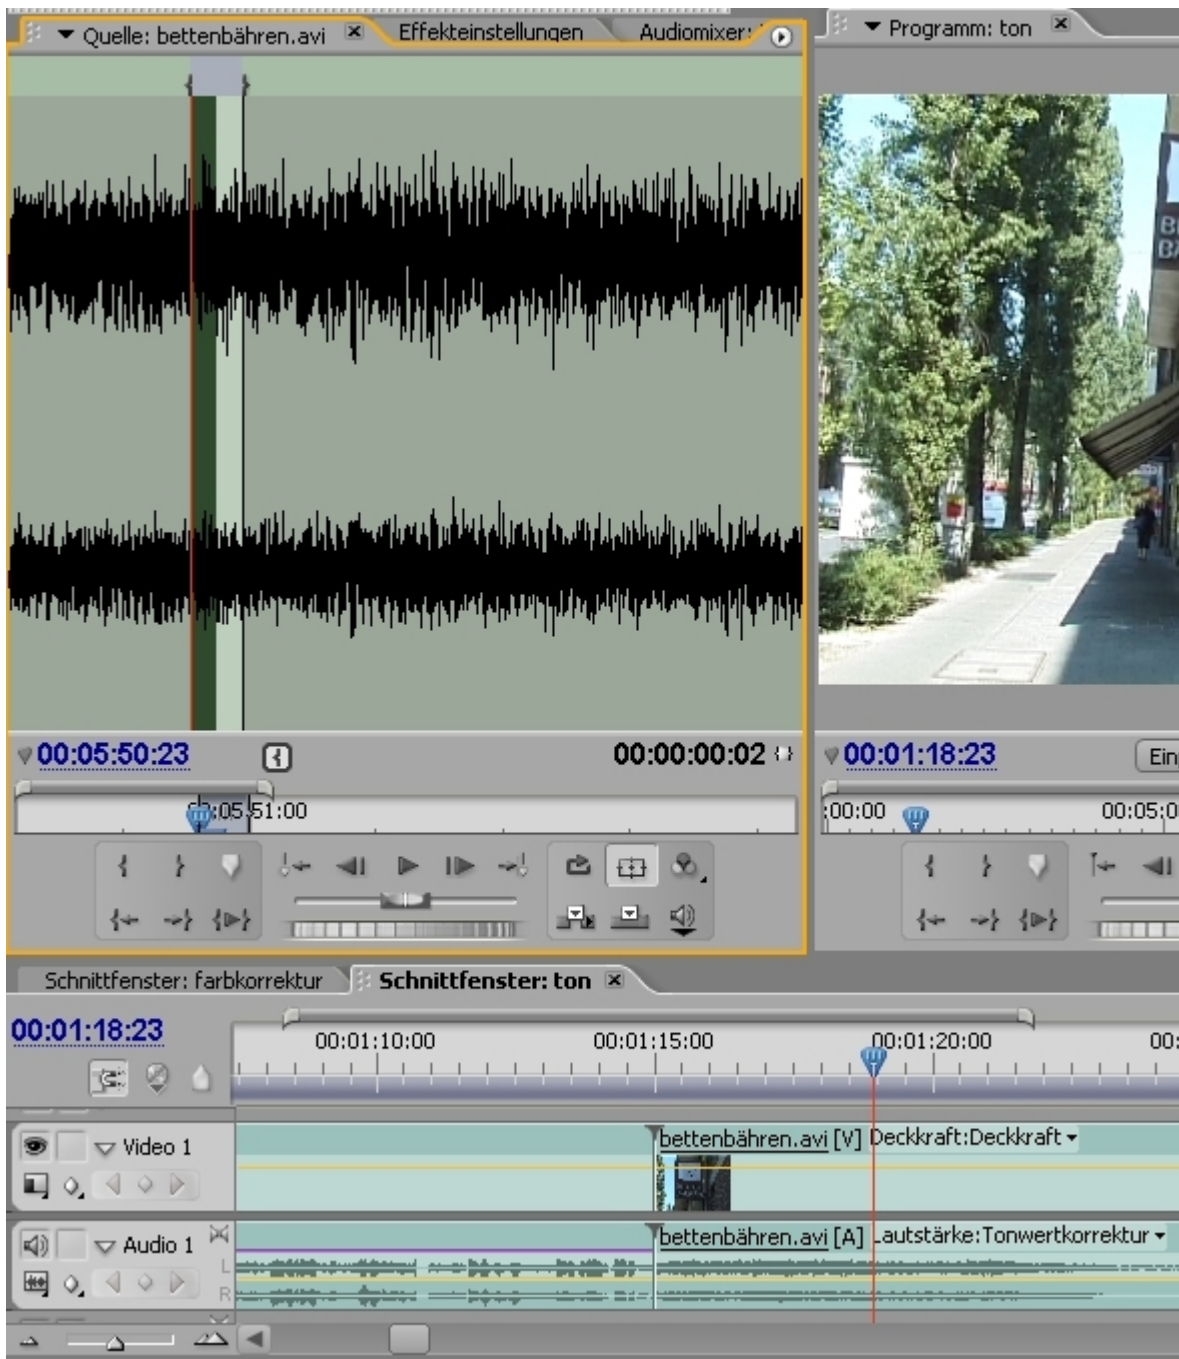 Quelle: bettenbähren.avi
Effekteinstellungen
Audiomixer:
Programm: ton
00:05:50:23
00:00:00:02
00:01:18:23
Ein
05:51:00
:00:00
00:05:0
Schnittfenster: farbkorrektur
Schnittfenster: ton
00:01:18:23
00:01:10:00
00:01:15:00
00:01:20:00
00:
Video 1
bettenbähren.avi [V] Deckkraft:Deckkraft
Audio 1
bettenbähren.avi [A] Lautstärke:Tonwertkorrektur
L
R